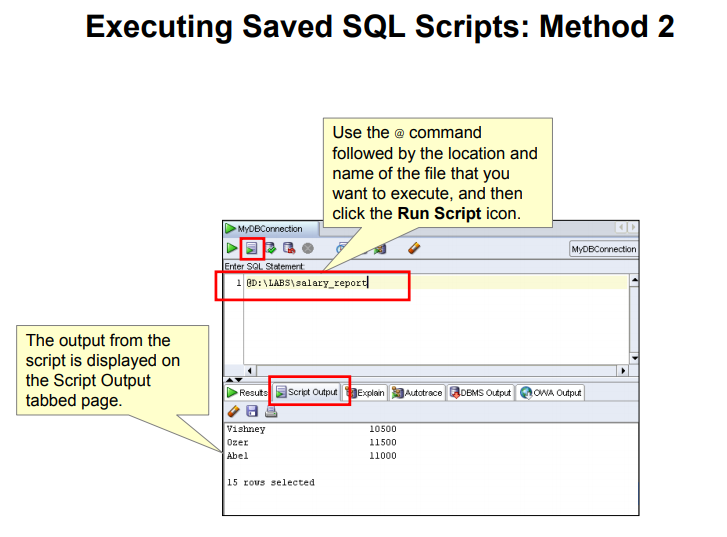 Executing Saved SQL Scripts: Method 2
Use the @ command
followed by the location and
name of the file that you
want to execute, and then
click the Run Script icon.
MyDBConnection
MyDBConnection
Enter SQL Statement:
1 @D:\LABS\salary_report
The output from the
script is displayed on
the Script Output
tabbed page.
Results Script Output Explain Autotrace DBMS Output OWA Output
Vishney 10500
Ozer 11500
Abel 11000
15 rows selected